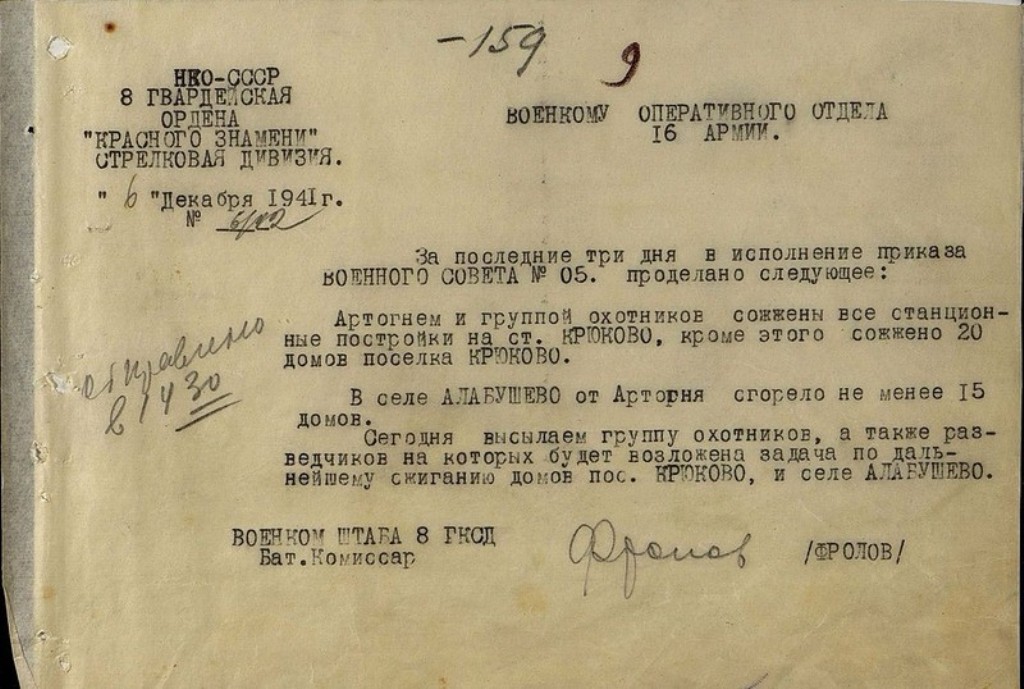 -159
9
НКО-СССР
8 ГВАРДЕЙСКАЯ
ОРДЕНА
"КРАСНОГО ЗНАМЕНИ"
СТРЕЛКОВАЯ ДИВИЗИЯ.
" 6 "Декабря 1941г.
№
ВОЕНКОМУ ОПЕРАТИВНОГО ОТДЕЛА
16 АРМИИ.
За последние три дня в исполнение приказа
ВОЕННОГО СОВЕТА № 05. проделано следующее:
Артогнем и группой охотников сожжены все станцион-
ные постройки на ст. КРЮКОВО, кроме этого сожжено 20
домов поселка КРЮКОВО.
В селе АЛАБУШЕВО от Арторня сгорело не менее 15
домов.
Сегодня высылаем группу охотников, а также раз-
ведчиков на которых будет возложена задача по даль-
нейшему сжиганию домов пос. КРЮКОВО, и селе АЛАБУШЕВО.
отправлено
в 14 30
ВОЕНКОМ ШТАБА 8 ГКСД
Бат.Комиссар
Фролов
/ФРОЛОВ/